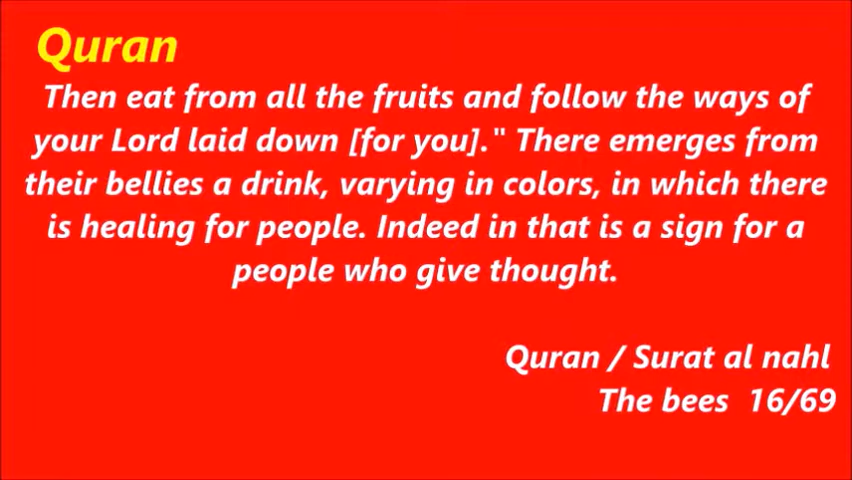 Quran
Then eat from all the fruits and follow the ways of
your Lord laid down [for you]." There emerges from
their bellies a drink, varying in colors, in which there
is healing for people. Indeed in that is a sign for a
people who give thought.
Quran / Surat al nahl
The bees 16/69